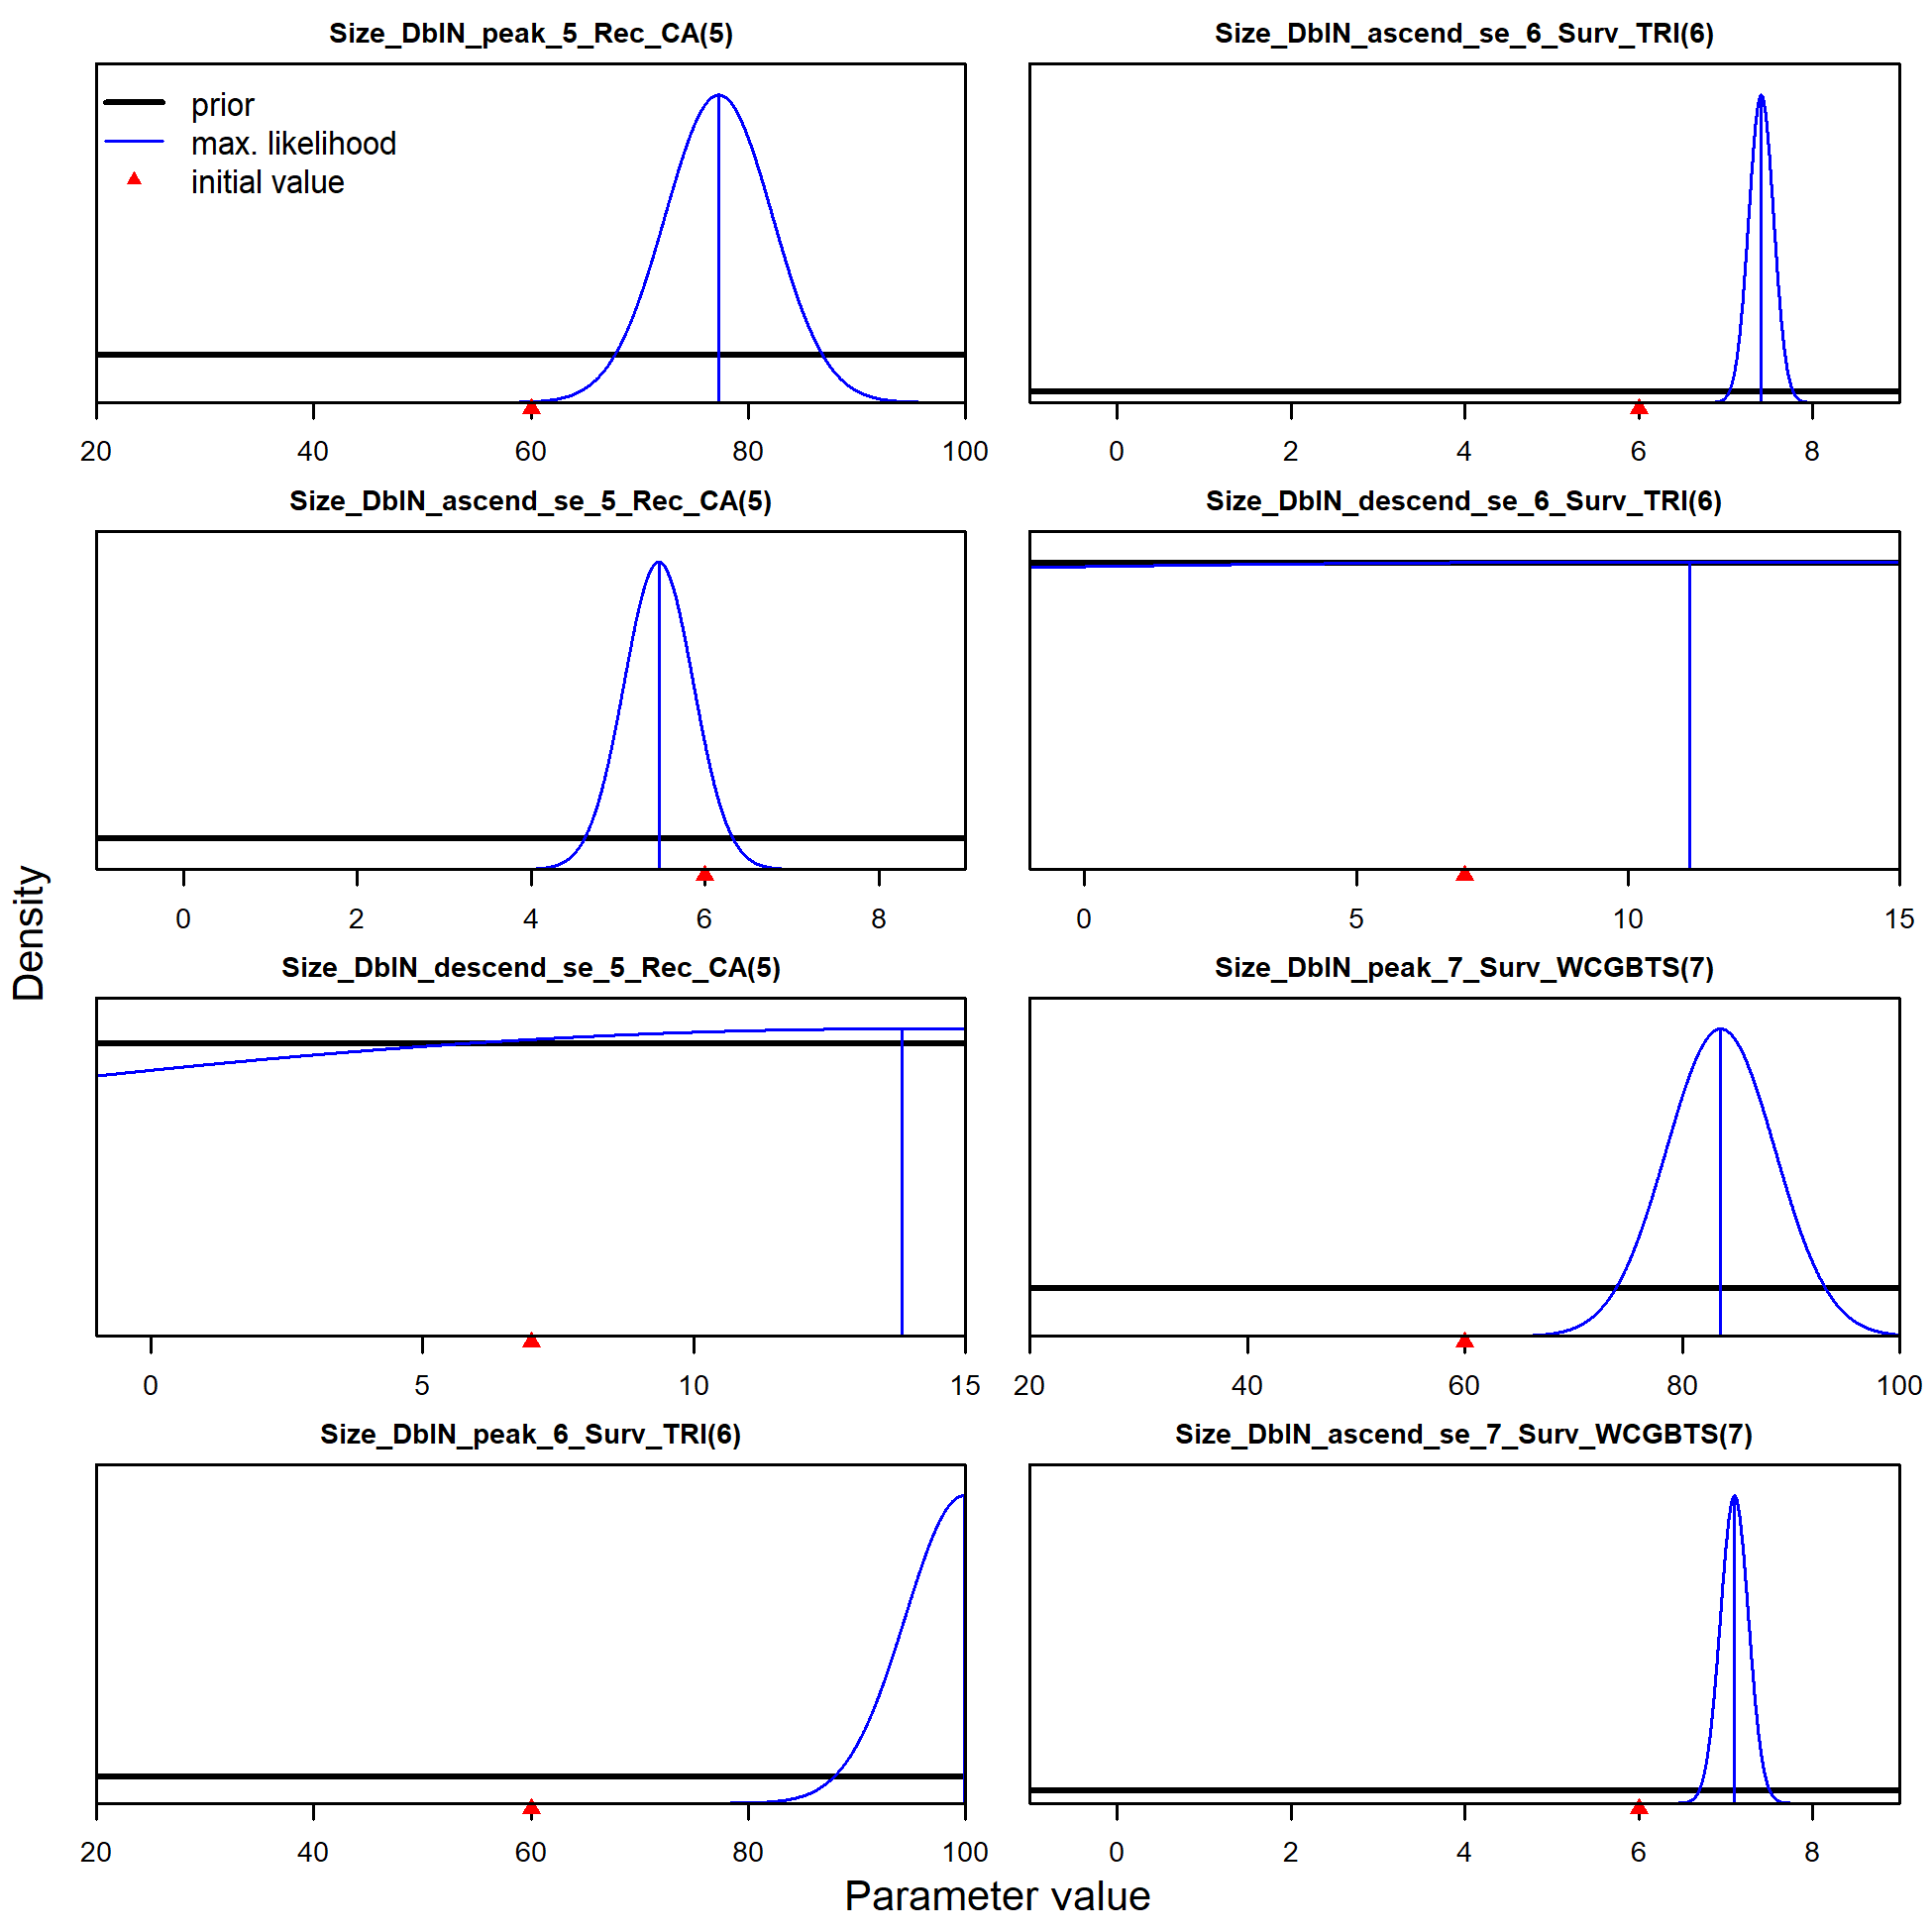 Size_DblN_peak_5_Rec_CA(5)
prior
max. likelihood
initial value
20 40 60 80 100
Size_DblN_ascend_se_6_Surv_TRI(6)
0 2 4 6 8
Size_DblN_ascend_se_5_Rec_CA(5)
0 2 4 6 8
Size_DblN_descend_se_6_Surv_TRI(6)
0 5 10 15
Size_DblN_descend_se_5_Rec_CA(5)
0 5 10 15
Size_DblN_peak_7_Surv_WCGBTS(7)
20 40 60 80 100
Size_DblN_peak_6_Surv_TRI(6)
20 40 60 80 100
Size_DblN_ascend_se_7_Surv_WCGBTS(7)
0 2 4 6 8
Density
Parameter value